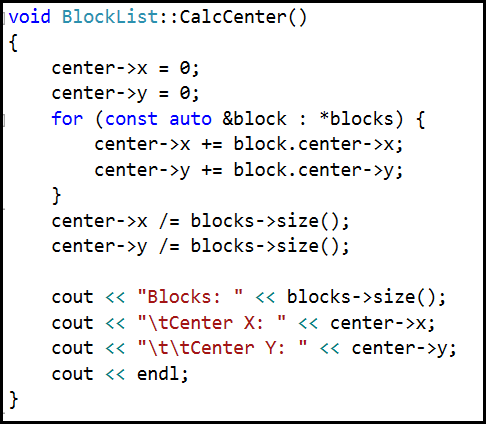 void BlockList::CalcCenter()
{
    center->x = 0;
    center->y = 0;
    for (const auto &block : *blocks) {
        center->x += block.center->x;
        center->y += block.center->y;
    }
    center->x /= blocks->size();
    center->y /= blocks->size();

    cout << "Blocks: " << blocks->size();
    cout << "\tCenter X: " << center->x;
    cout << "\t\tCenter Y: " << center->y;
    cout << endl;
}